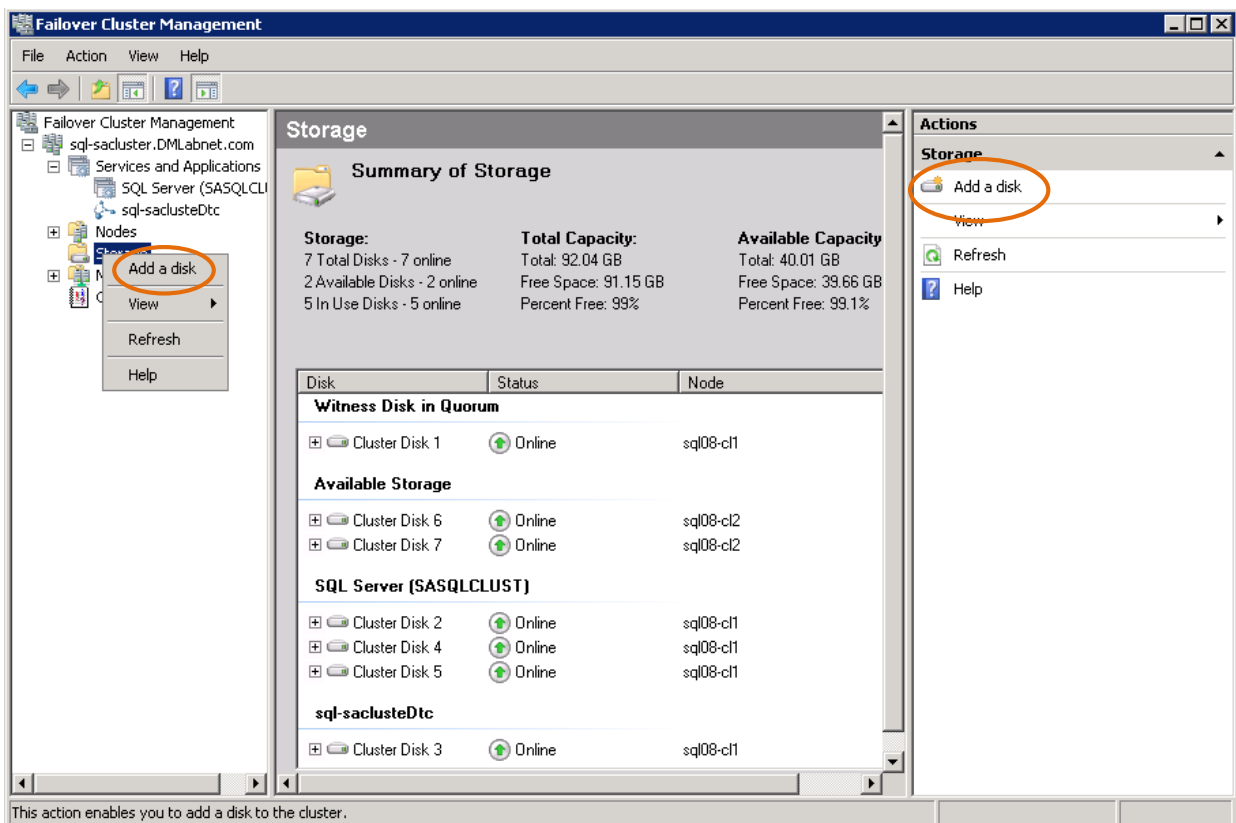 Failover Cluster Management
File Action View Help
Failover Cluster Management
sql-sacluster.DMLabnet.com
Services and Applications
SQL Server (SASQLCLU
sql-saclusteDtc
Nodes
Storage
Add a disk
View
Refresh
Help
Storage
Summary of Storage
Storage: Total Capacity: Available Capacity
7 Total Disks - 7 online Total: 92.04 GB Total: 40.01 GB
2 Available Disks - 2 online Free Space: 91.15 GB Free Space: 39.66 GB
5 In Use Disks - 5 online Percent Free: 99% Percent Free: 99.1%
Disk Status Node
Witness Disk in Quorum
Cluster Disk 1 Online sql08-cl1
Available Storage
Cluster Disk 6 Online sql08-cl2
Cluster Disk 7 Online sql08-cl2
SQL Server (SASQLCLUST)
Cluster Disk 2 Online sql08-cl1
Cluster Disk 4 Online sql08-cl1
Cluster Disk 5 Online sql08-cl1
sql-saclusteDtc
Cluster Disk 3 Online sql08-cl1
Actions
Storage
Add a disk
View
Refresh
Help
This action enables you to add a disk to the cluster.